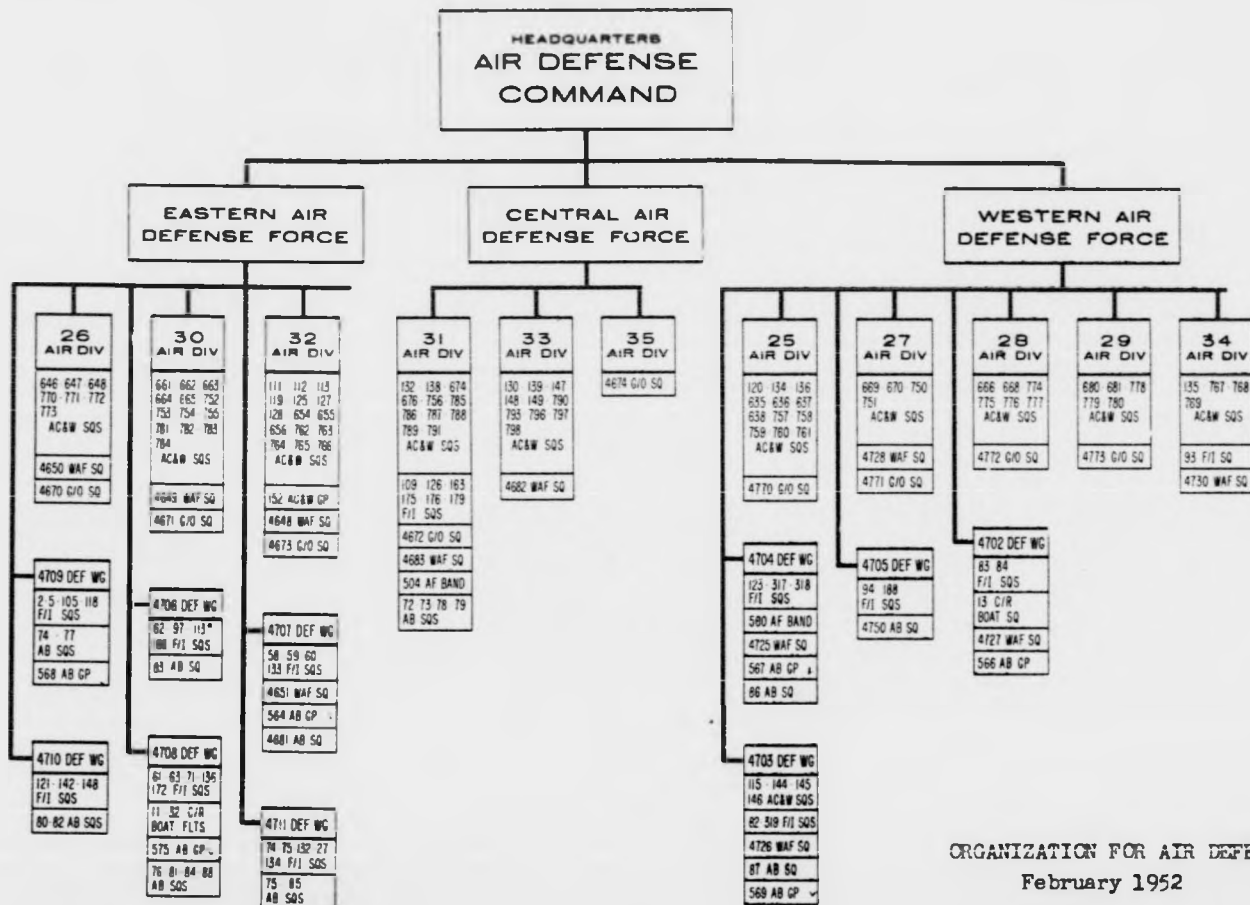 HEADQUARTERS
AIR DEFENSE
COMMAND
EASTERN AIR
DEFENSE FORCE
CENTRAL AIR
DEFENSE FORCE
WESTERN AIR
DEFENSE FORCE
26
AIR DIV
646 647 648
770 - 771 - 772
773
AC&W SQS
4650 WAF SQ
4670 G/O SQ
4709 DEF WG
2 - 5 - 105 - 118
F/I SQS
74 - 77
AB SQS
568 AB GP
4710 DEF WG
121 - 142 - 148
F/I SQS
80-82 AB SQS
30
AIR DIV
661 662 663
664 665 752
753 754 755
781 782 - 783
784
AC&W SQS
4649 WAF SQ
4671 G/O SQ
4706 DEF WG
62 - 97 - 113*
F/I SQS
83 AB SQ
4708 DEF WG
61 63 71 136
172 F/I SQS
11 - 32 C/R
BOAT FLTS
575 AB GP
76 81-84-88
AB SQS
32
AIR DIV
111 112 113
119 125 127
128 654 655
656 762 763
764 765 766
AC&W SQS
152 AC&W GP
4648 WAF SQ
4673 G/O SQ
4707 DEF WG
58 59 60
133 F/I SQS
4651 WAF SQ
564 AB GP
4681 AB SQ
4711 DEF WG
74 75 132 27
134 F/I SQS
75 85
AB SQS
31
AIR DIV
132 138 - 674
676 - 756 785
786 787 788
789 791
AC&W SQS
109 126 163
175 176 179
F/I SQS
4672 G/O SQ
4683 WAF SQ
504 AF BAND
72 73 78 79
AB SQS
33
AIR DIV
130 - 139 - 147
148 - 149 - 790
793 796 797
798
AC&W SQS
4682 WAF SQ
35
AIR DIV
4674 G/O SQ
25
AIR DIV
120 - 134 - 136
635 636 637
638 - 757 - 758
759 760 761
AC&W SQS
4770 G/O SQ
4704 DEF WG
123 - 317 - 318
F/I SQS
580 AF BAND
4725 WAF SQ
567 AB GP
86 AB SQ
4703 DEF WG
115 - 144 - 145
146 AC&W SQS
82 319 F/I SQS
4726 WAF SQ
87 AB SQ
569 AB GP
27
AIR DIV
669 670 750
751
AC&W SQS
4728 WAF SQ
4771 G/O SQ
4705 DEF WG
94 188
F/I SQS
4750 AB SQ
28
AIR DIV
666 668 774
775 776 777
AC&W SQS
4772 G/O SQ
4702 DEF WG
83 84
F/I SQS
13 C/R
BOAT SQ
4727 WAF SQ
566 AB GP
29
AIR DIV
680 681 778
779 780
AC&W SQS
4773 G/O SQ
34
AIR DIV
135 767 - 768
769
AC&W SQS
93 F/I SQ
4730 WAF SQ
ORGANIZATION FOR AIR DEFE
February 1952